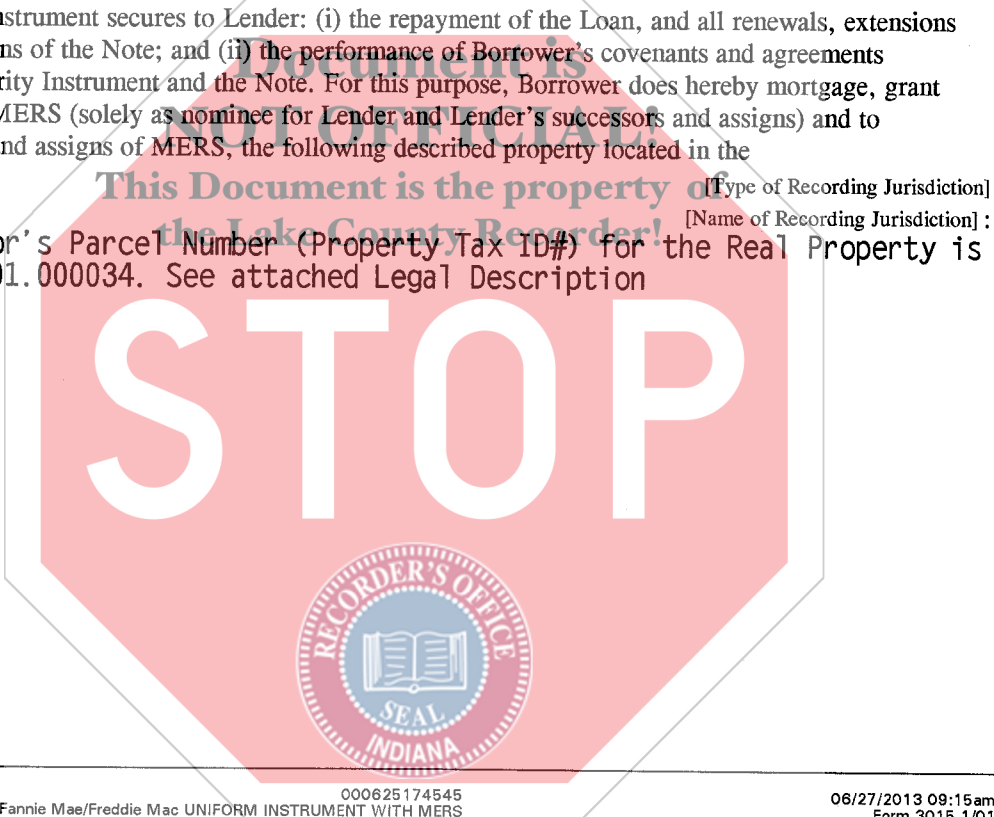 strument secures to Lender: (i) the repayment of the Loan, and all renewals, extensions
ns of the Note; and (ii) the performance of Borrower's covenants and agreements
rity Instrument and the Note. For this purpose, Borrower does hereby mortgage, grant
MERS (solely as nominee for Lender and Lender's successors and assigns) and to
nd assigns of MERS, the following described property located in the
Document is
NOT OFFICIAL!
This Document is the property of
the Lake County Recorder!
[Type of Recording Jurisdiction]
[Name of Recording Jurisdiction] :
or's Parcel Number (Property Tax ID#) for the Real Property is
01.000034. See attached Legal Description
STOP
RECORDER'S OFFICE
SEAL
INDIANA
000625174545
Fannie Mae/Freddie Mac UNIFORM INSTRUMENT WITH MERS
06/27/2013 09:15am
Form 3015 1/01